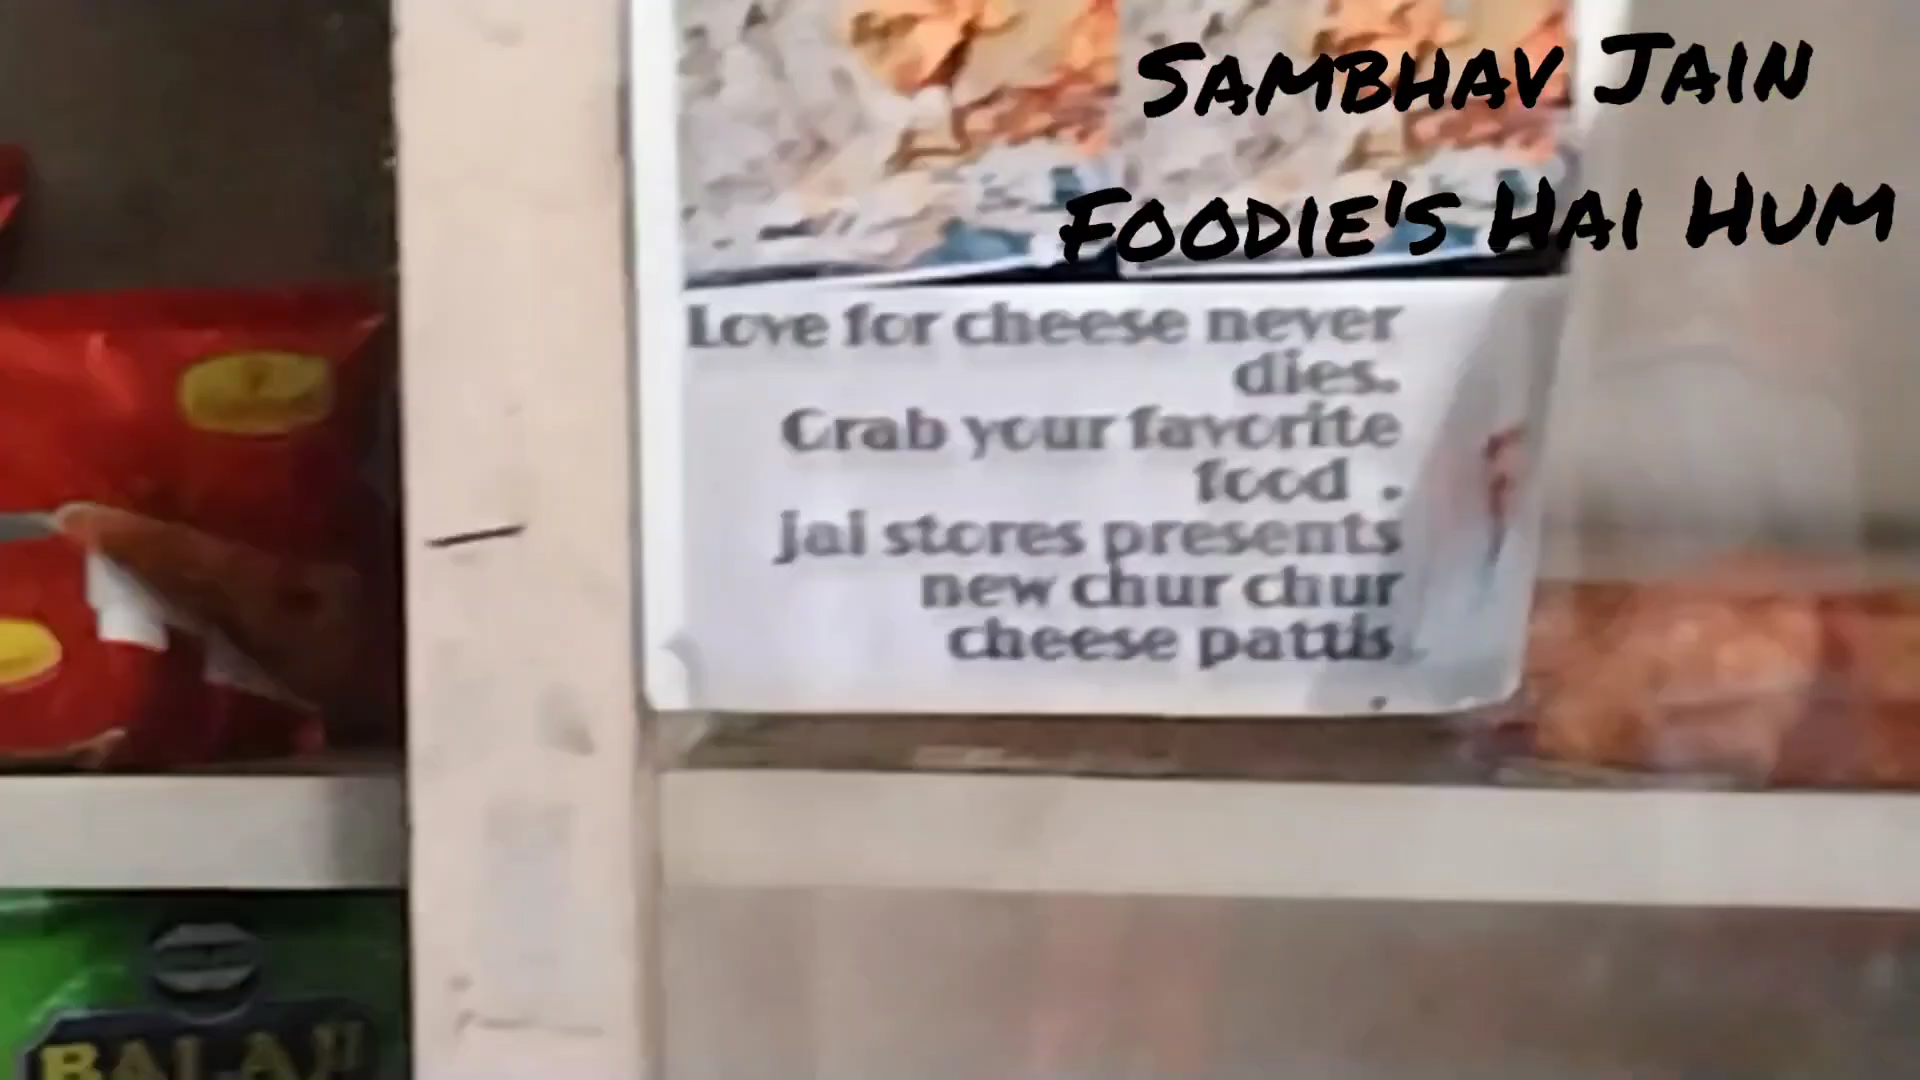 Sambhav Jain
Foodie's Hai Hum
Love for cheese never
dies.
Grab your favorite
food .
jai stores presents
new chur chur
cheese pattis
.
BALAJI